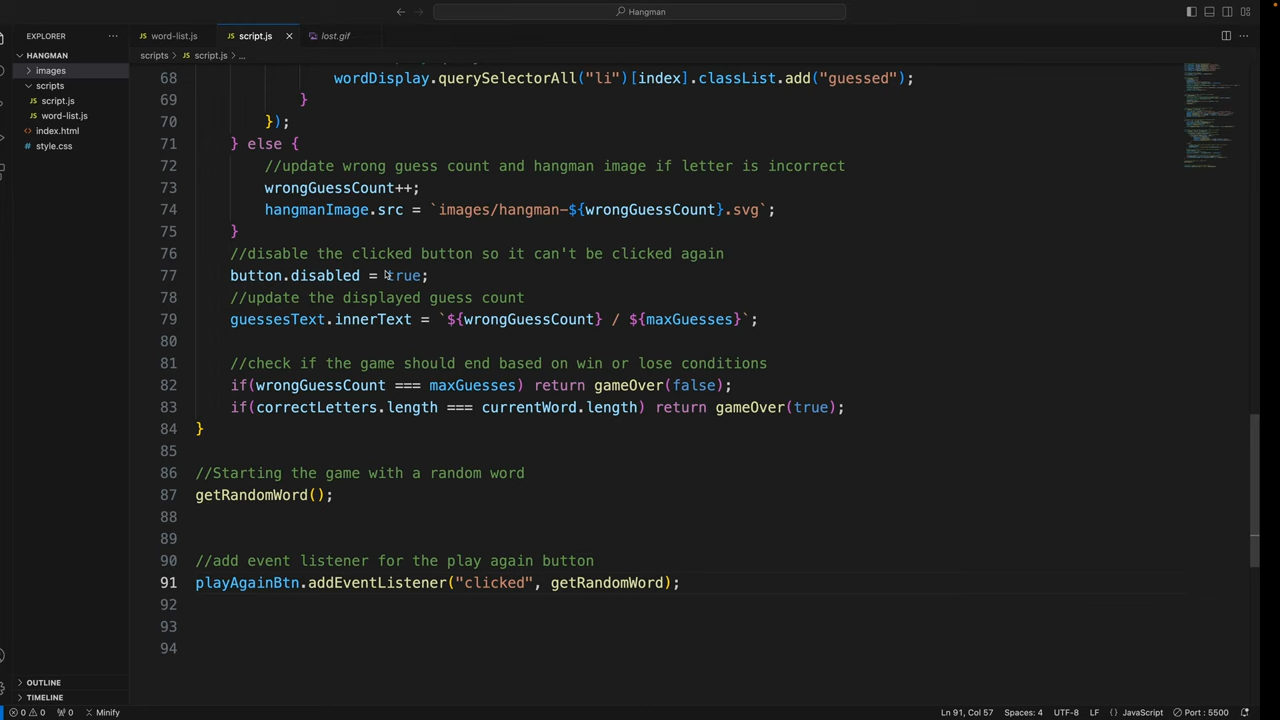 Hangman
EXPLORER
word-list.js
script.js
lost.gif
HANGMAN
scripts > script.js > ...
images
scripts
script.js
word-list.js
index.html
style.css
68 wordDisplay.querySelectorAll("li")[index].classList.add("guessed");
69 }
70 });
71 } else {
72 //update wrong guess count and hangman image if letter is incorrect
73 wrongGuessCount++;
74 hangmanImage.src = `images/hangman-${wrongGuessCount}.svg`;
75 }
76 //disable the clicked button so it can't be clicked again
77 button.disabled = true;
78 //update the displayed guess count
79 guessesText.innerText = `${wrongGuessCount} / ${maxGuesses}`;
80
81 //check if the game should end based on win or lose conditions
82 if(wrongGuessCount === maxGuesses) return gameOver(false);
83 if(correctLetters.length === currentWord.length) return gameOver(true);
84 }
85
86 //Starting the game with a random word
87 getRandomWord();
88
89
90 //add event listener for the play again button
91 playAgainBtn.addEventListener("clicked", getRandomWord);
92
93
94
OUTLINE
TIMELINE
0 0 0 Minify
Ln 91, Col 57 Spaces: 4 UTF-8 LF {} JavaScript Port : 5500